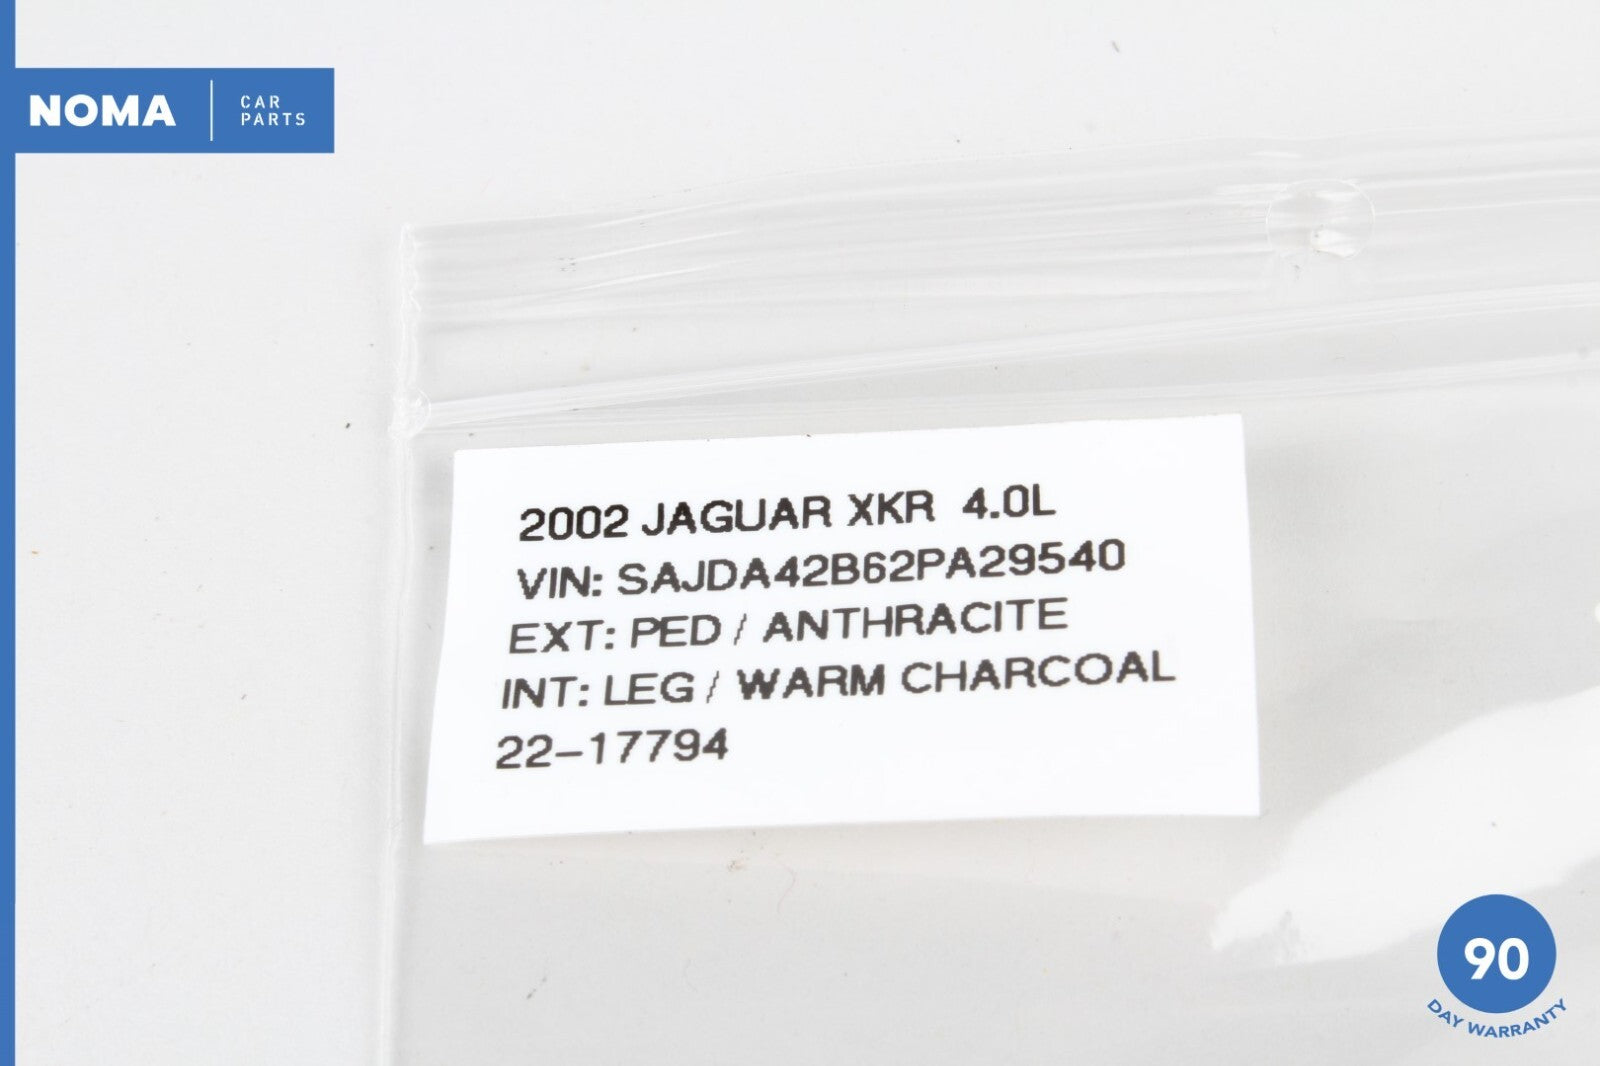 NOMA
CAR
PARTS
2002 JAGUAR XKR 4.0L
VIN: SAJDA42B62PA29540
EXT: PED / ANTHRACITE
INT: LEG / WARM CHARCOAL
22-17794
90
DAY WARRANTY